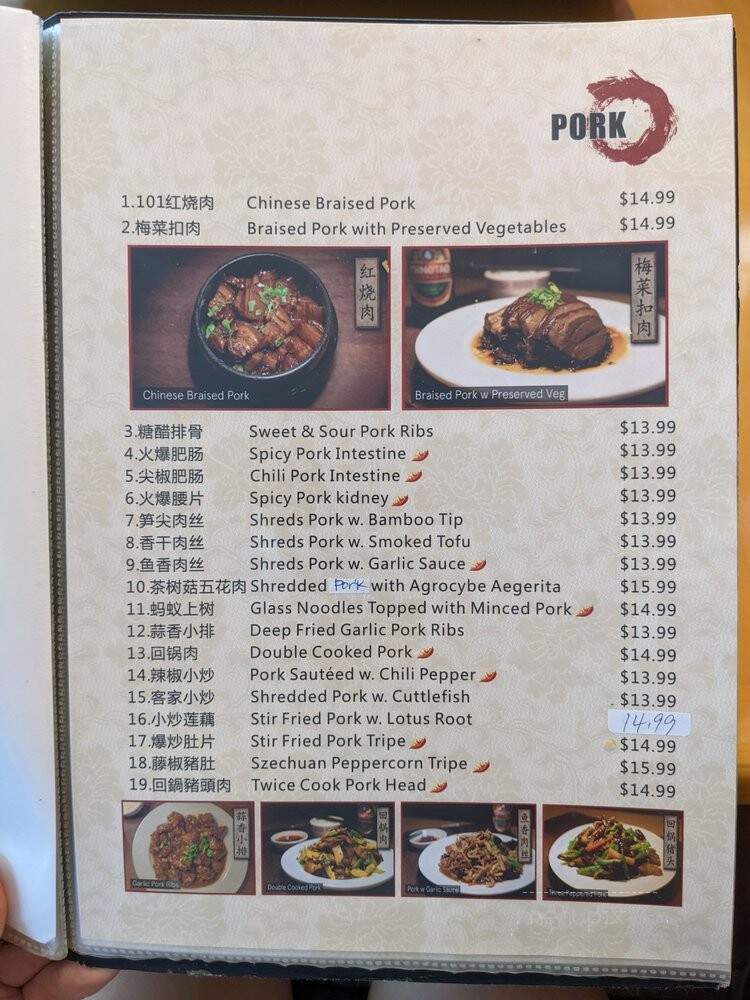 PORK
1.101红烧肉 Chinese Braised Pork $14.99
2.梅菜扣肉 Braised Pork with Preserved Vegetables $14.99
红烧肉
梅菜扣肉
Chinese Braised Pork
Braised Pork w Preserved Veg
3.糖醋排骨 Sweet & Sour Pork Ribs $13.99
4.火爆肥肠 Spicy Pork Intestine $13.99
5.尖椒肥肠 Chili Pork Intestine $13.99
6.火爆腰片 Spicy Pork kidney $13.99
7.笋尖肉丝 Shreds Pork w. Bamboo Tip $13.99
8.香干肉丝 Shreds Pork w. Smoked Tofu $13.99
9.鱼香肉丝 Shreds Pork w. Garlic Sauce $13.99
10.茶树菇五花肉 Shredded Pork with Agrocybe Aegerita $15.99
11.蚂蚁上树 Glass Noodles Topped with Minced Pork $14.99
12.蒜香小排 Deep Fried Garlic Pork Ribs $13.99
13.回锅肉 Double Cooked Pork $14.99
14.辣椒小炒 Pork Sautéed w. Chili Pepper $13.99
15.客家小炒 Shredded Pork w. Cuttlefish $13.99
16.小炒莲藕 Stir Fried Pork w. Lotus Root 14.99
17.爆炒肚片 Stir Fried Pork Tripe $14.99
18.藤椒豬肚 Szechuan Peppercorn Tripe $15.99
19.回鍋豬頭肉 Twice Cook Pork Head $14.99
蒜香小排
回锅肉
鱼香肉丝
回锅猪头
Garlic Pork Ribs
Double Cooked Pork
Pork w Garlic Sauce